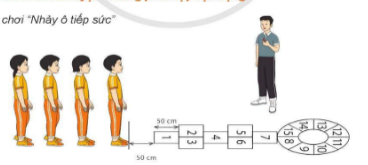 chơi “Nhảy ô tiếp sức”
50 cm
1 2 3 4 5 6 7 8 9 10 11 12 13 14 15
50 cm